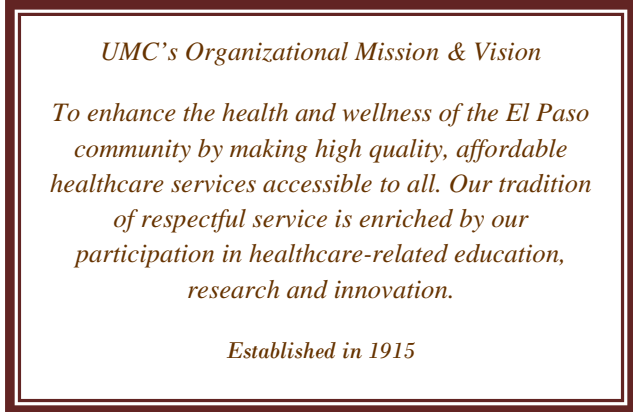 UMC's Organizational Mission & Vision
To enhance the health and wellness of the El Paso
community by making high quality, affordable
healthcare services accessible to all. Our tradition
of respectful service is enriched by our
participation in healthcare-related education,
research and innovation.
Established in 1915